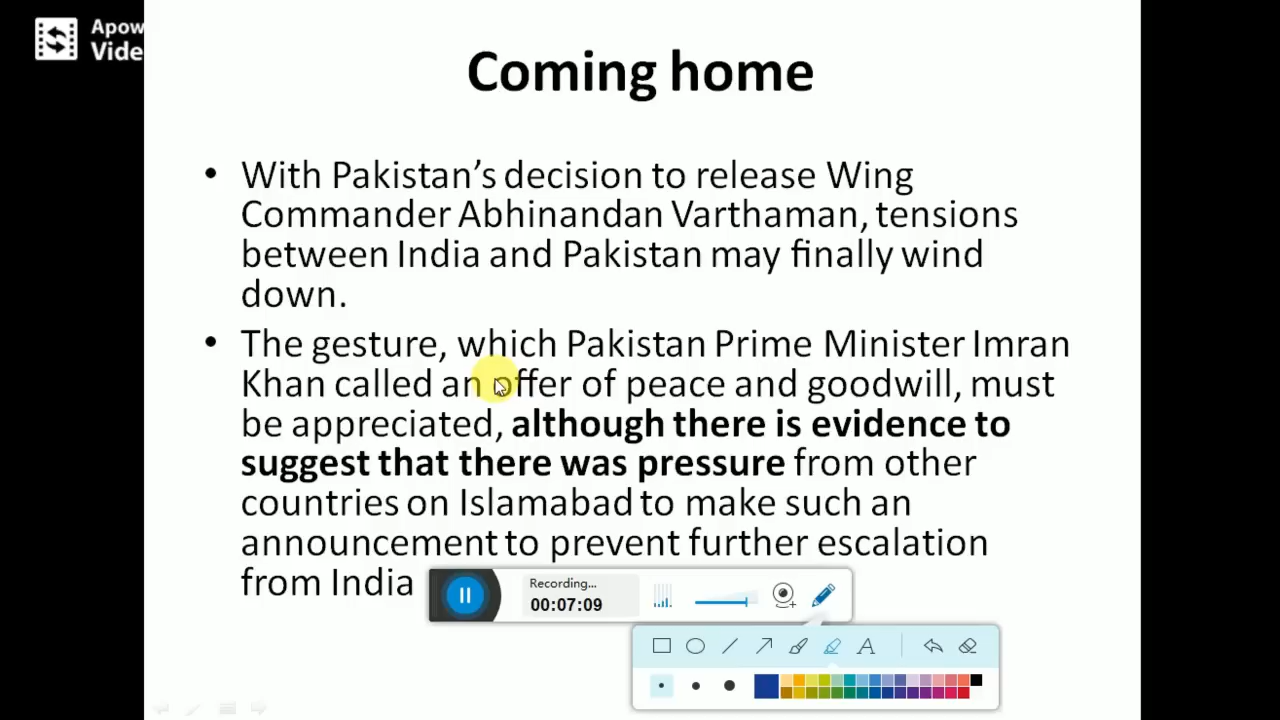 Apow
Vide
Coming home
• With Pakistan’s decision to release Wing
Commander Abhinandan Varthaman, tensions
between India and Pakistan may finally wind
down.
• The gesture, which Pakistan Prime Minister Imran
Khan called an offer of peace and goodwill, must
be appreciated, although there is evidence to
suggest that there was pressure from other
countries on Islamabad to make such an
announcement to prevent further escalation
from India
Recording...
00:07:09
A